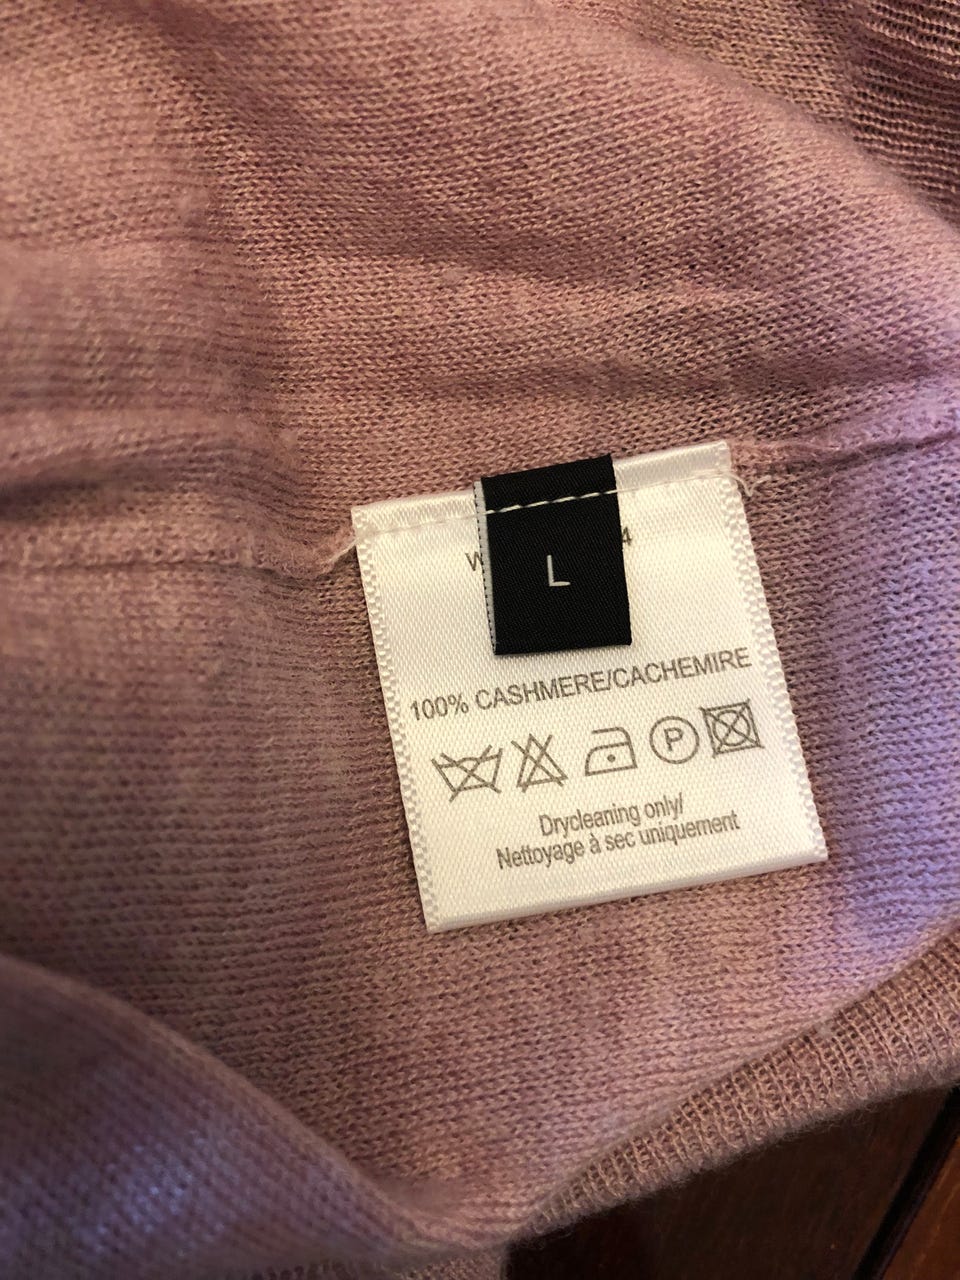 L
100% CASHMERE/CACHEMIRE
P
Drycleaning only/
Nettoyage à sec uniquement